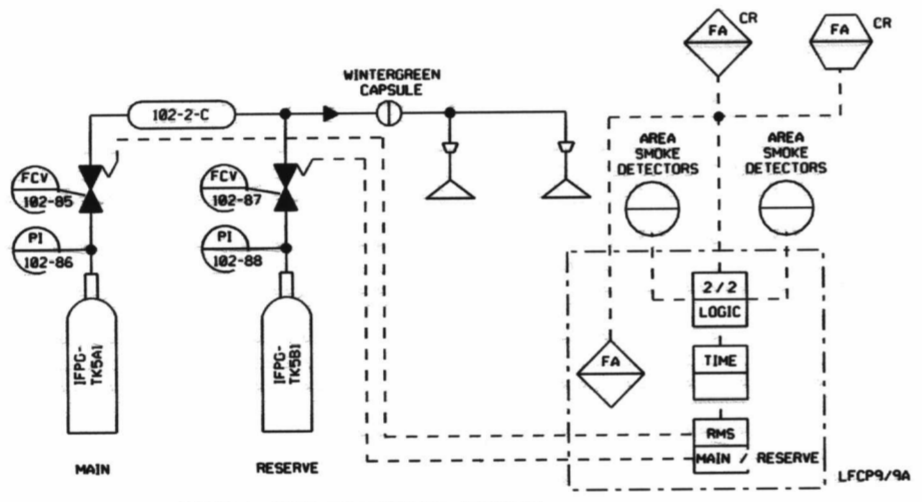 FA CR
FA CR
WINTERGREEN
CAPSULE
102-2-C
AREA
SMOKE
DETECTORS
AREA
SMOKE
DETECTORS
FCV
102-85
FCV
102-87
PI
102-86
PI
102-88
2/2
LOGIC
IFPG-
TK5A1
IFPG-
TK5B1
FA
TIME
RMS
MAIN / RESERVE
MAIN
RESERVE
LFCP9/9A